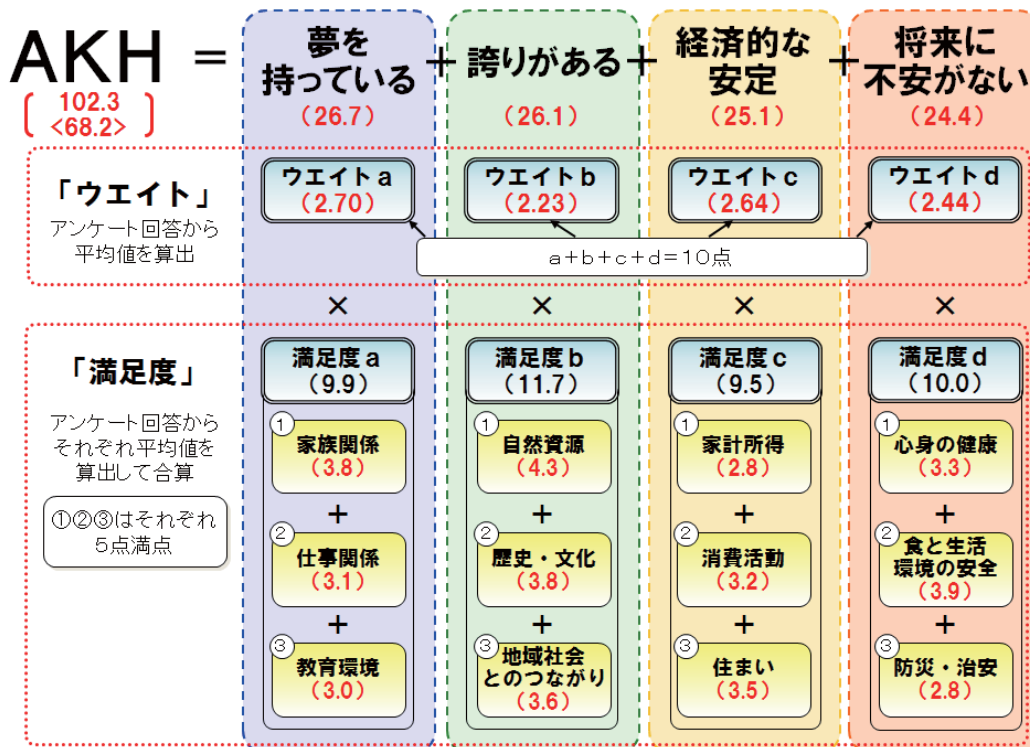 AKH = 夢を
持っている + 誇りがある + 経済的な
安定 + 将来に
不安がない
102.3
<68.2>
(26.7)
(26.1)
(25.1)
(24.4)
「ウエイト」
アンケート回答から
平均値を算出
ウエイトa
(2.70)
ウエイトb
(2.23)
ウエイトc
(2.64)
ウエイトd
(2.44)
a+b+c+d=10点
× × × ×
「満足度」
アンケート回答から
それぞれ平均値を
算出して合算
①②③はそれぞれ
5点満点
満足度a
(9.9)
① 家族関係
(3.8)
+
② 仕事関係
(3.1)
+
③ 教育環境
(3.0)
満足度b
(11.7)
① 自然資源
(4.3)
+
② 歴史・文化
(3.8)
+
③ 地域社会
とのつながり
(3.6)
満足度c
(9.5)
① 家計所得
(2.8)
+
② 消費活動
(3.2)
+
③ 住まい
(3.5)
満足度d
(10.0)
① 心身の健康
(3.3)
+
② 食と生活
環境の安全
(3.9)
+
③ 防災・治安
(2.8)